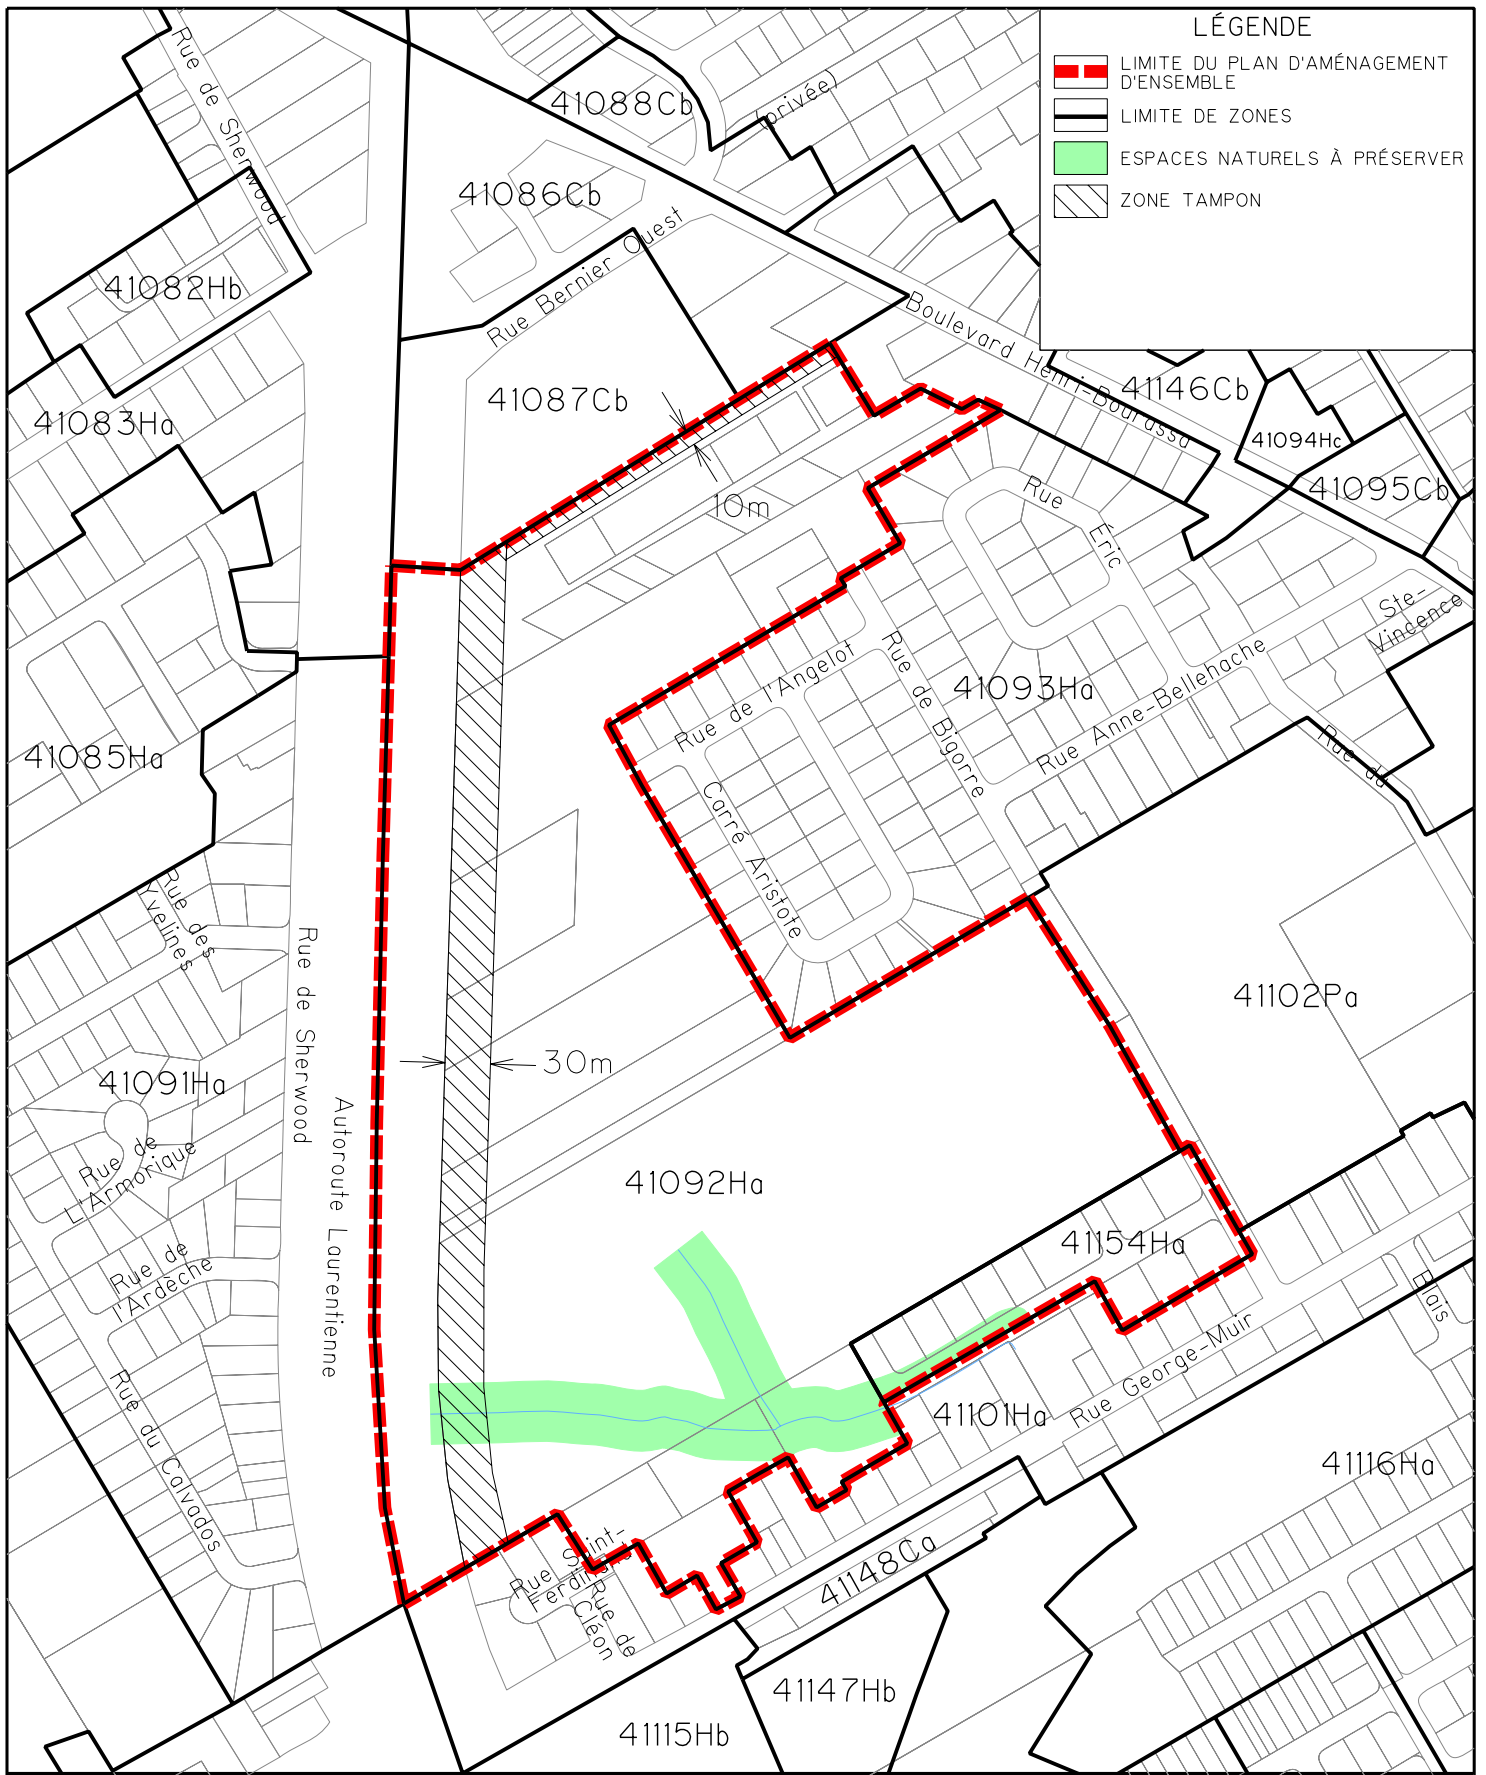 LÉGENDE
LIMITE DU PLAN D'AMÉNAGEMENT
D'ENSEMBLE
LIMITE DE ZONES
ESPACES NATURELS À PRÉSERVER
ZONE TAMPON
Rue de Sherwood
41088Cb
(privée)
41086Cb
Rue Bernier Ouest
41082Hb
Boulevard Henri-Bourassa
41087Cb
41146Cb
41083Ha
41094Hc
41095Cb
10m
Rue Éric
Ste-
Vincence
Rue de l'Angelot
Rue de Bigorre
41093Ha
Rue Anne-Bellehache
41085Ha
Rue du
Carré Aristote
Rue des
Yvelines
Rue de Sherwood
41102Pa
30m
41091Ha
Autoroute Laurentienne
Rue de
L'Armorique
41092Ha
41154Ha
Rue de
l'Ardèche
Blais
Rue George-Muir
41101Ha
Rue du Calvados
41116Ha
Rue Saint-
Rue de
Cléon
41148Ca
41147Hb
41115Hb